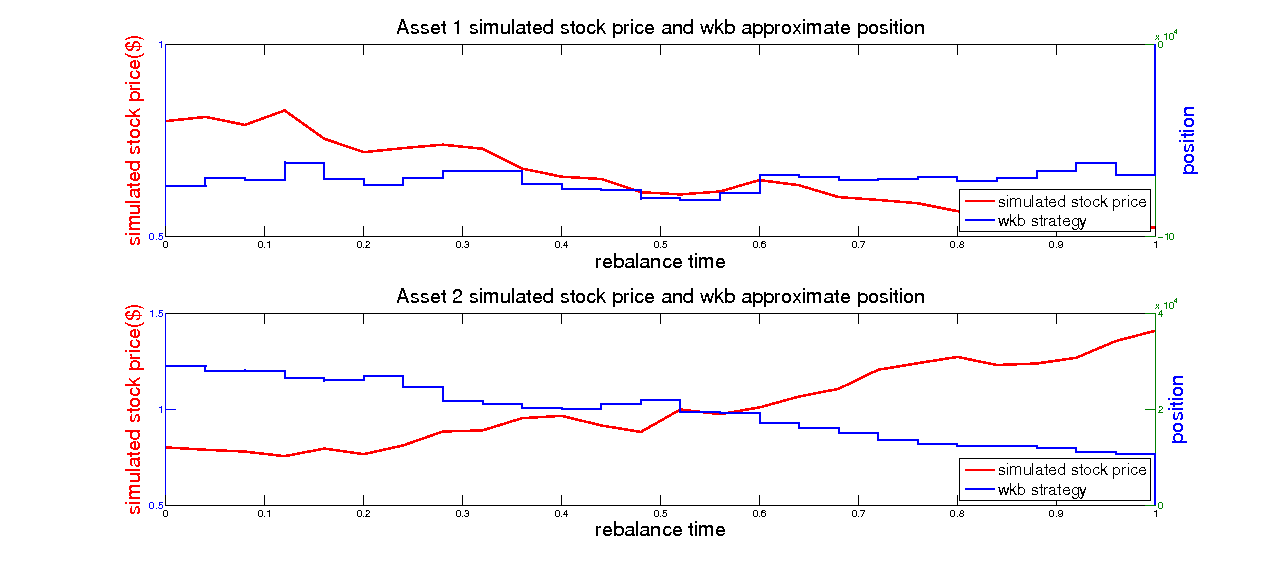 Asset 1 simulated stock price and wkb approximate position
x 10^4
1
0
simulated stock price($)
position
simulated stock price
wkb strategy
0.5
-10
0 0.1 0.2 0.3 0.4 0.5 0.6 0.7 0.8 0.9 1
rebalance time
Asset 2 simulated stock price and wkb approximate position
x 10^4
1.5
4
simulated stock price($)
1
2
position
simulated stock price
wkb strategy
0.5
0
0 0.1 0.2 0.3 0.4 0.5 0.6 0.7 0.8 0.9 1
rebalance time